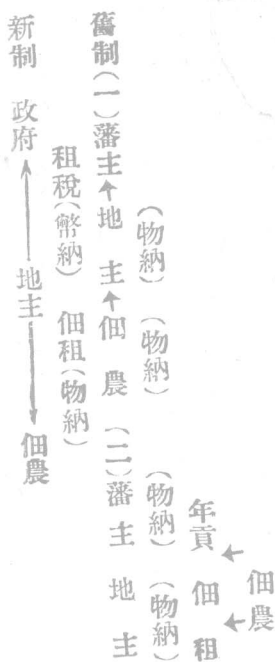 佃農
年貢 佃租
(物納) (物納) (物納) (物納)
舊制(一)藩主 地主 佃農 (二)藩主 地主
租稅(幣納) 佃租(物納)
新制 政府 地主 佃農